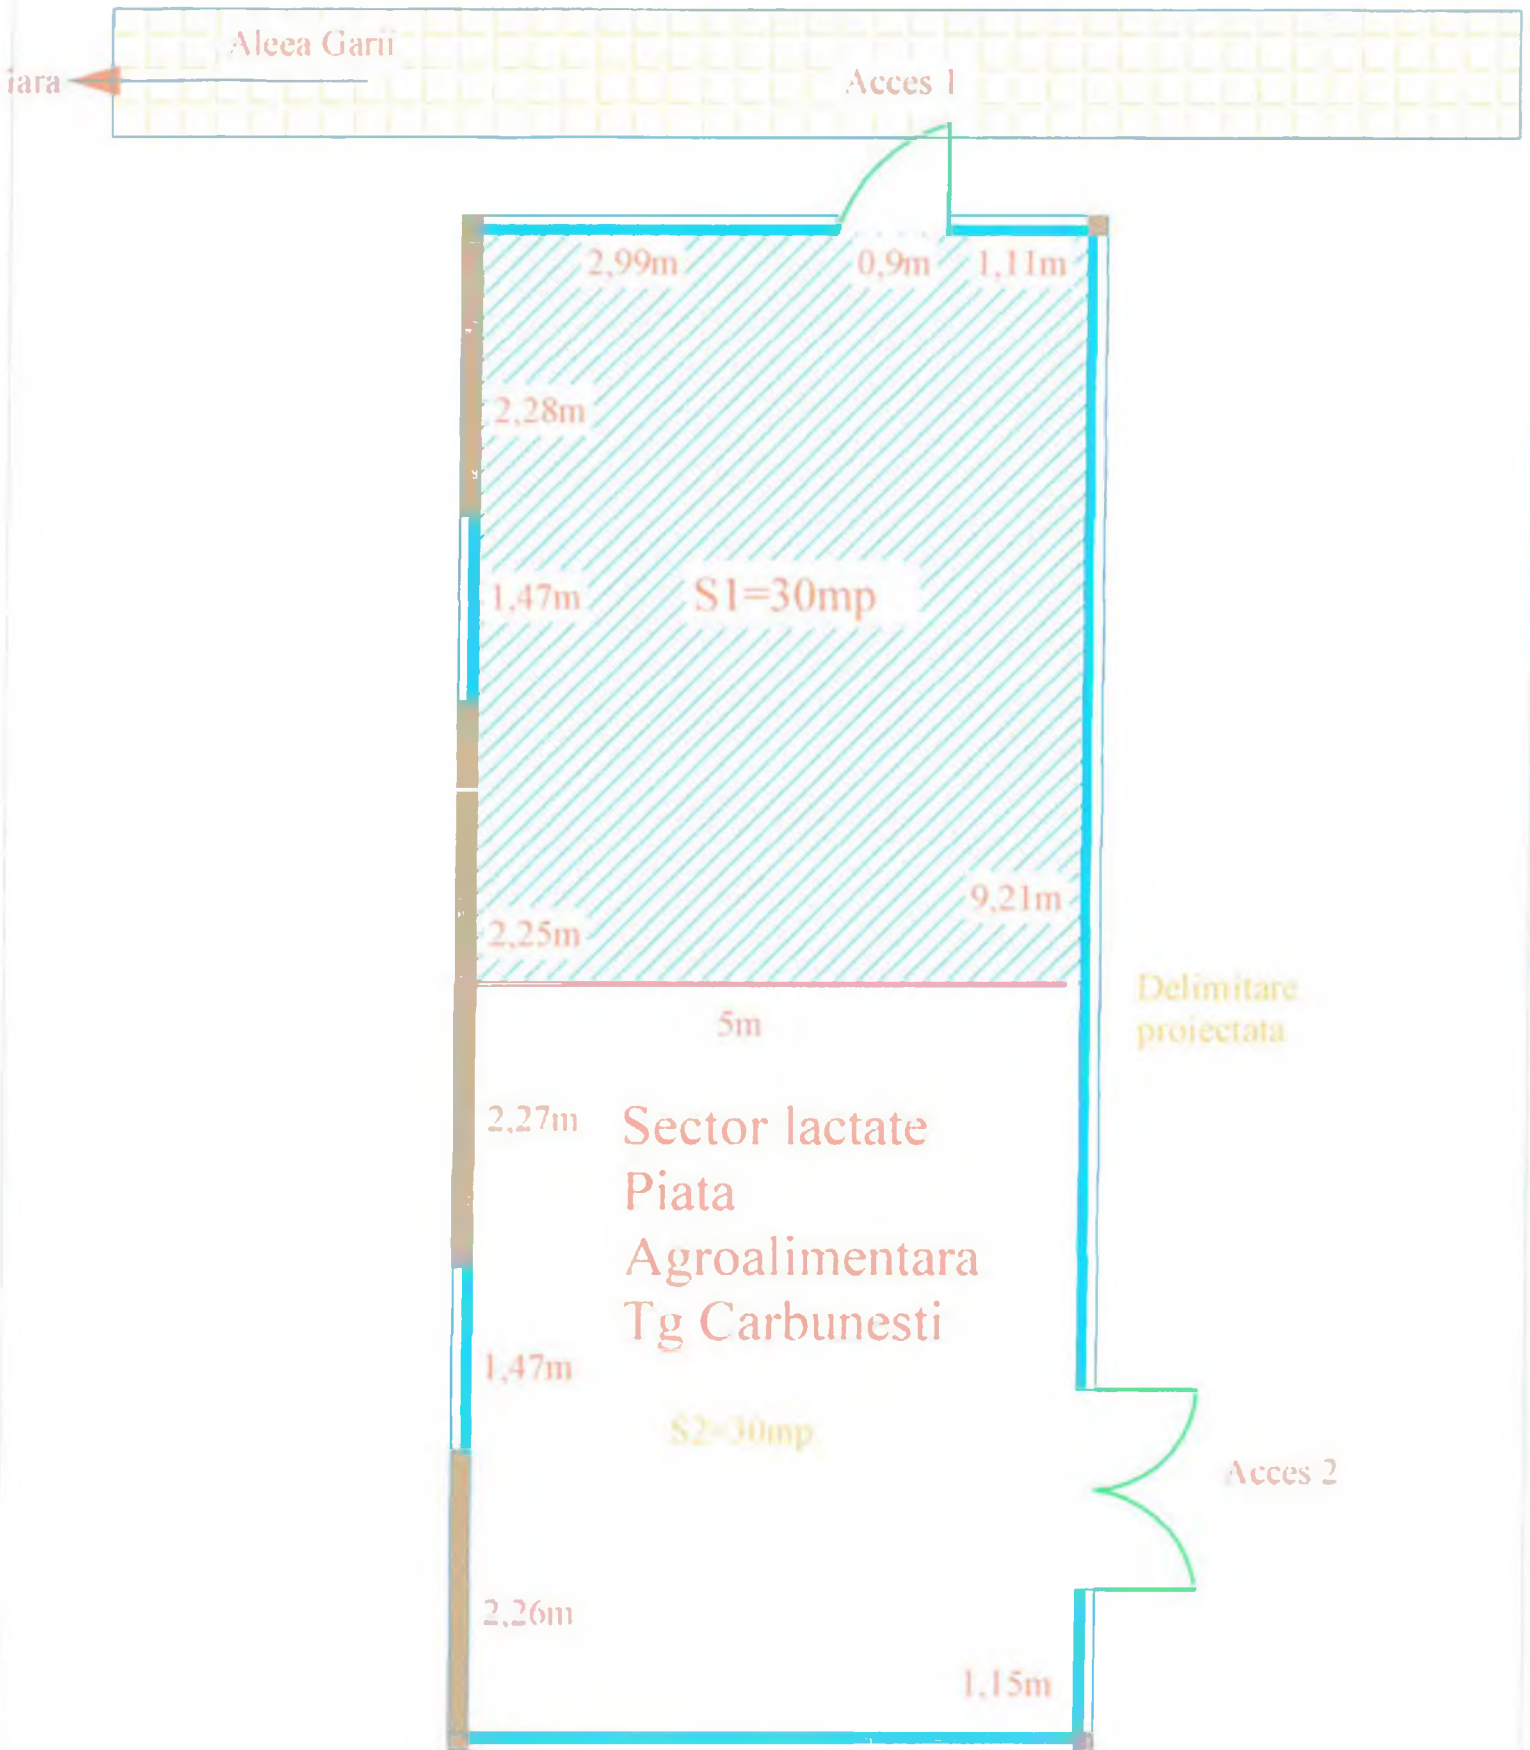 Aleea Garii
iara
Acces 1
2,99m 0,9m 1,11m
2,28m
1,47m
S1=30mp
9,21m
2,25m
Delimitare
proiectata
5m
2,27m
Sector lactate
Piata
Agroalimentara
Tg Carbunesti
1,47m
S2=30mp
Acces 2
2,26m
1,15m